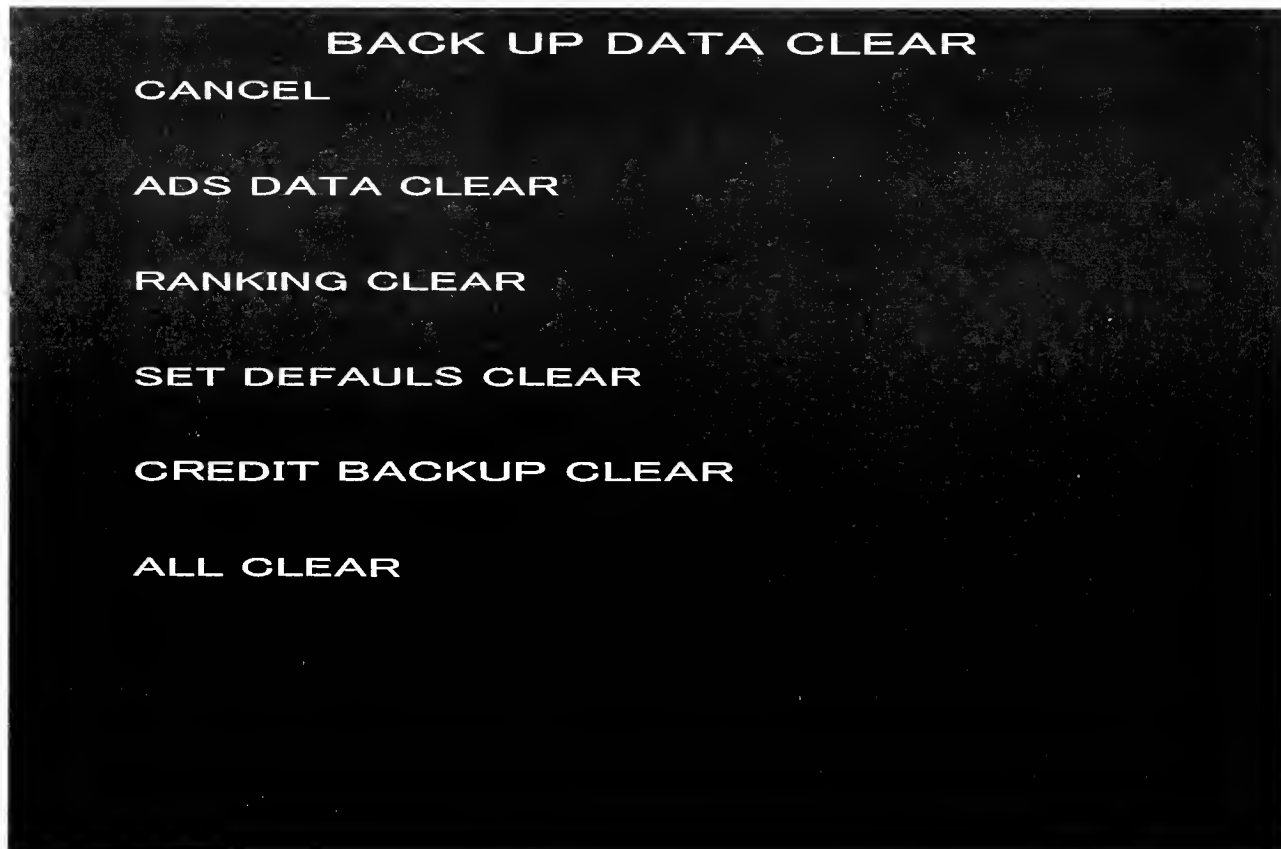 BACK UP DATA CLEAR
CANCEL
ADS DATA CLEAR
RANKING CLEAR
SET DEFAULS CLEAR
CREDIT BACKUP CLEAR
ALL CLEAR